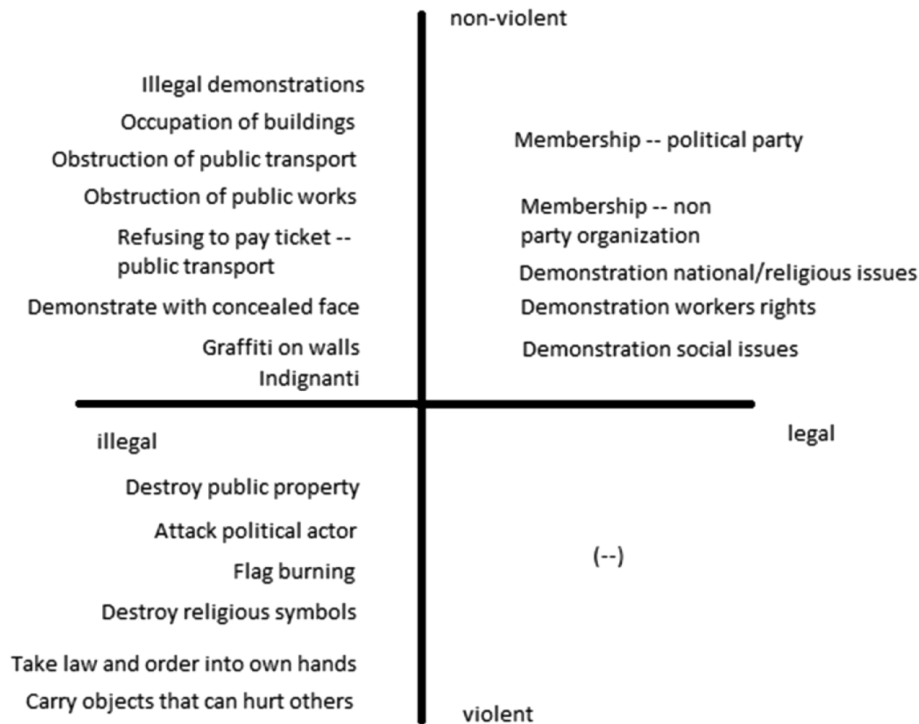 non-violent
Illegal demonstrations
Occupation of buildings
Membership -- political party
Obstruction of public transport
Obstruction of public works
Membership -- non
party organization
Refusing to pay ticket --
public transport
Demonstration national/religious issues
Demonstrate with concealed face
Demonstration workers rights
Graffiti on walls
Demonstration social issues
Indignanti
illegal
legal
Destroy public property
Attack political actor
(--)
Flag burning
Destroy religious symbols
Take law and order into own hands
Carry objects that can hurt others
violent